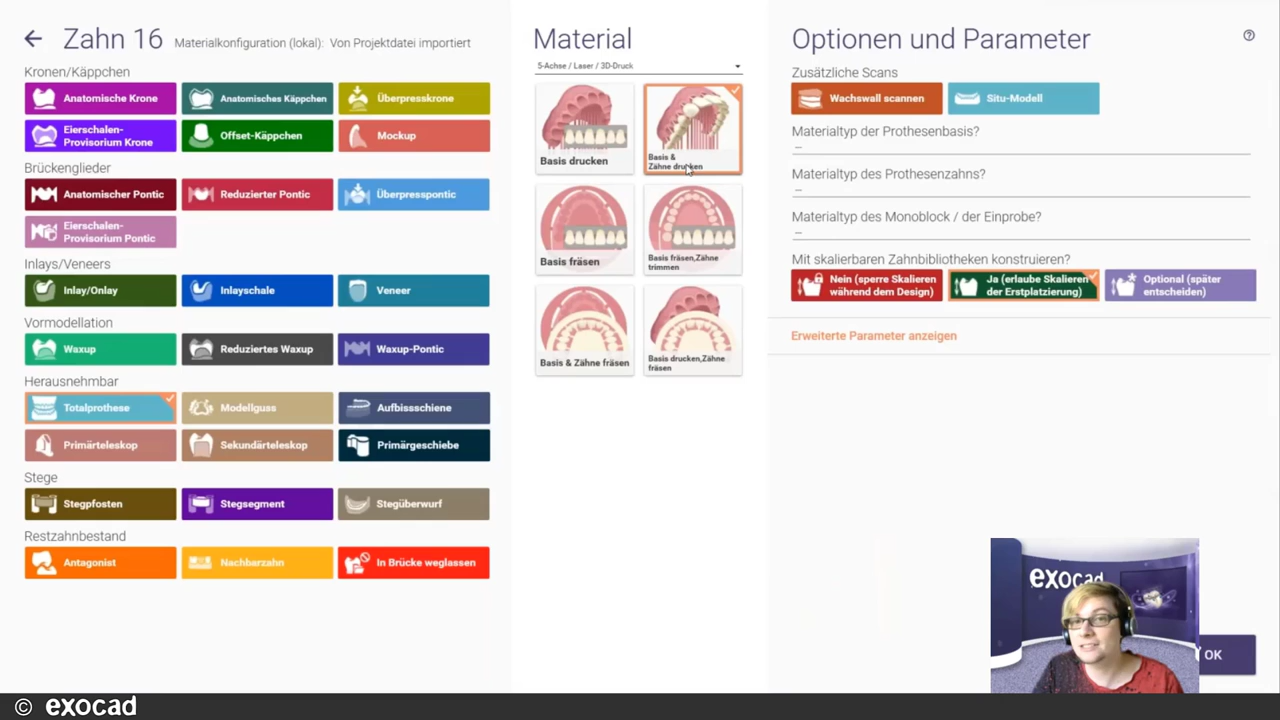 Zahn 16
Materialkonfiguration (lokal): Von Projektdatei importiert
Kronen/Käppchen
Anatomische Krone
Anatomisches Käppchen
Überpresskrone
Eierschalen-
Provisorium Krone
Offset-Käppchen
Mockup
Brückenglieder
Anatomischer Pontic
Reduzierter Pontic
Überpresspontic
Eierschalen-
Provisorium Pontic
Inlays/Veneers
Inlay/Onlay
Inlayschale
Veneer
Vormodellation
Waxup
Reduziertes Waxup
Waxup-Pontic
Herausnehmbar
Totalprothese
Modellguss
Aufbissschiene
Primärteleskop
Sekundärteleskop
Primärgeschiebe
Stege
Stegpfosten
Stegsegment
Stegüberwurf
Restzahnbestand
Antagonist
Nachbarzahn
In Brücke weglassen
Material
5-Achse / Laser / 3D-Druck
Basis drucken
Basis &
Zähne drucken
Basis fräsen
Basis fräsen,Zähne
trimmen
Basis & Zähne fräsen
Basis drucken,Zähne
fräsen
Optionen und Parameter
Zusätzliche Scans
Wachswall scannen
Situ-Modell
Materialtyp der Prothesenbasis?
--
Materialtyp des Prothesenzahns?
--
Materialtyp des Monoblock / der Einprobe?
--
Mit skalierbaren Zahnbibliotheken konstruieren?
Nein (sperre Skalieren
während dem Design)
Ja (erlaube Skalieren
der Erstplatzierung)
Optional (später
entscheiden)
Erweiterte Parameter anzeigen
exocad
OK
© exocad